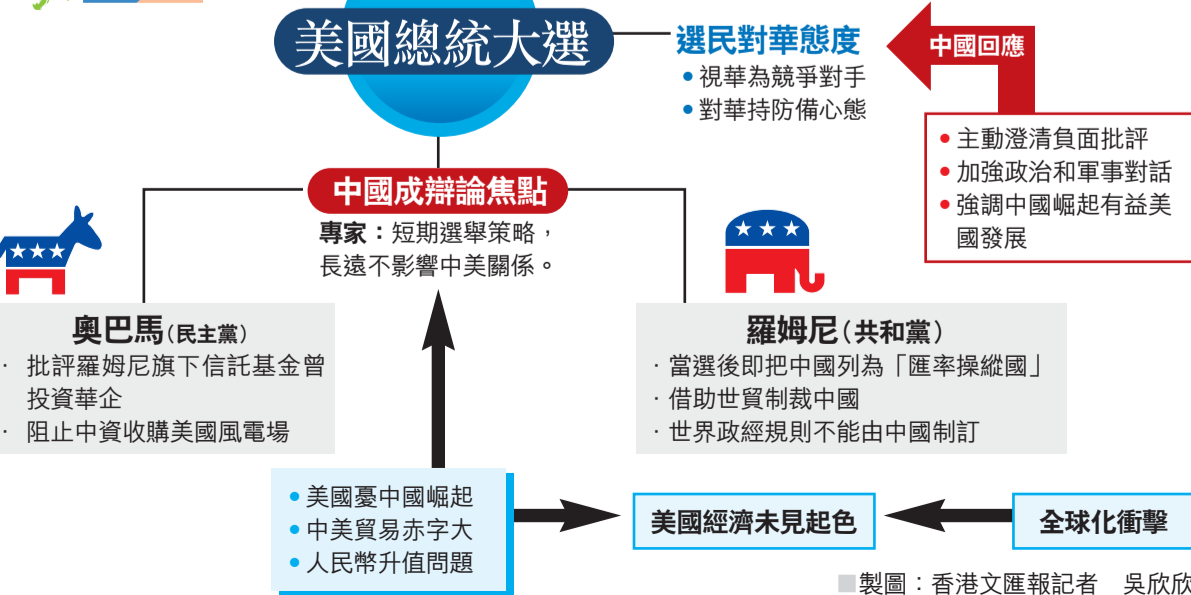 美國總統大選
選民對華態度
• 視華為競爭對手
• 對華持防備心態
中國回應
• 主動澄清負面批評
• 加強政治和軍事對話
• 強調中國崛起有益美
國發展
中國成辯論焦點
專家：短期選舉策略，
長遠不影響中美關係。
奧巴馬(民主黨)
· 批評羅姆尼旗下信託基金曾
投資華企
· 阻止中資收購美國風電場
羅姆尼(共和黨)
· 當選後即把中國列為「匯率操縱國」
· 借助世貿制裁中國
· 世界政經規則不能由中國制訂
• 美國憂中國崛起
• 中美貿易赤字大
• 人民幣升值問題
美國經濟未見起色
全球化衝擊
■製圖：香港文匯報記者　吳欣欣